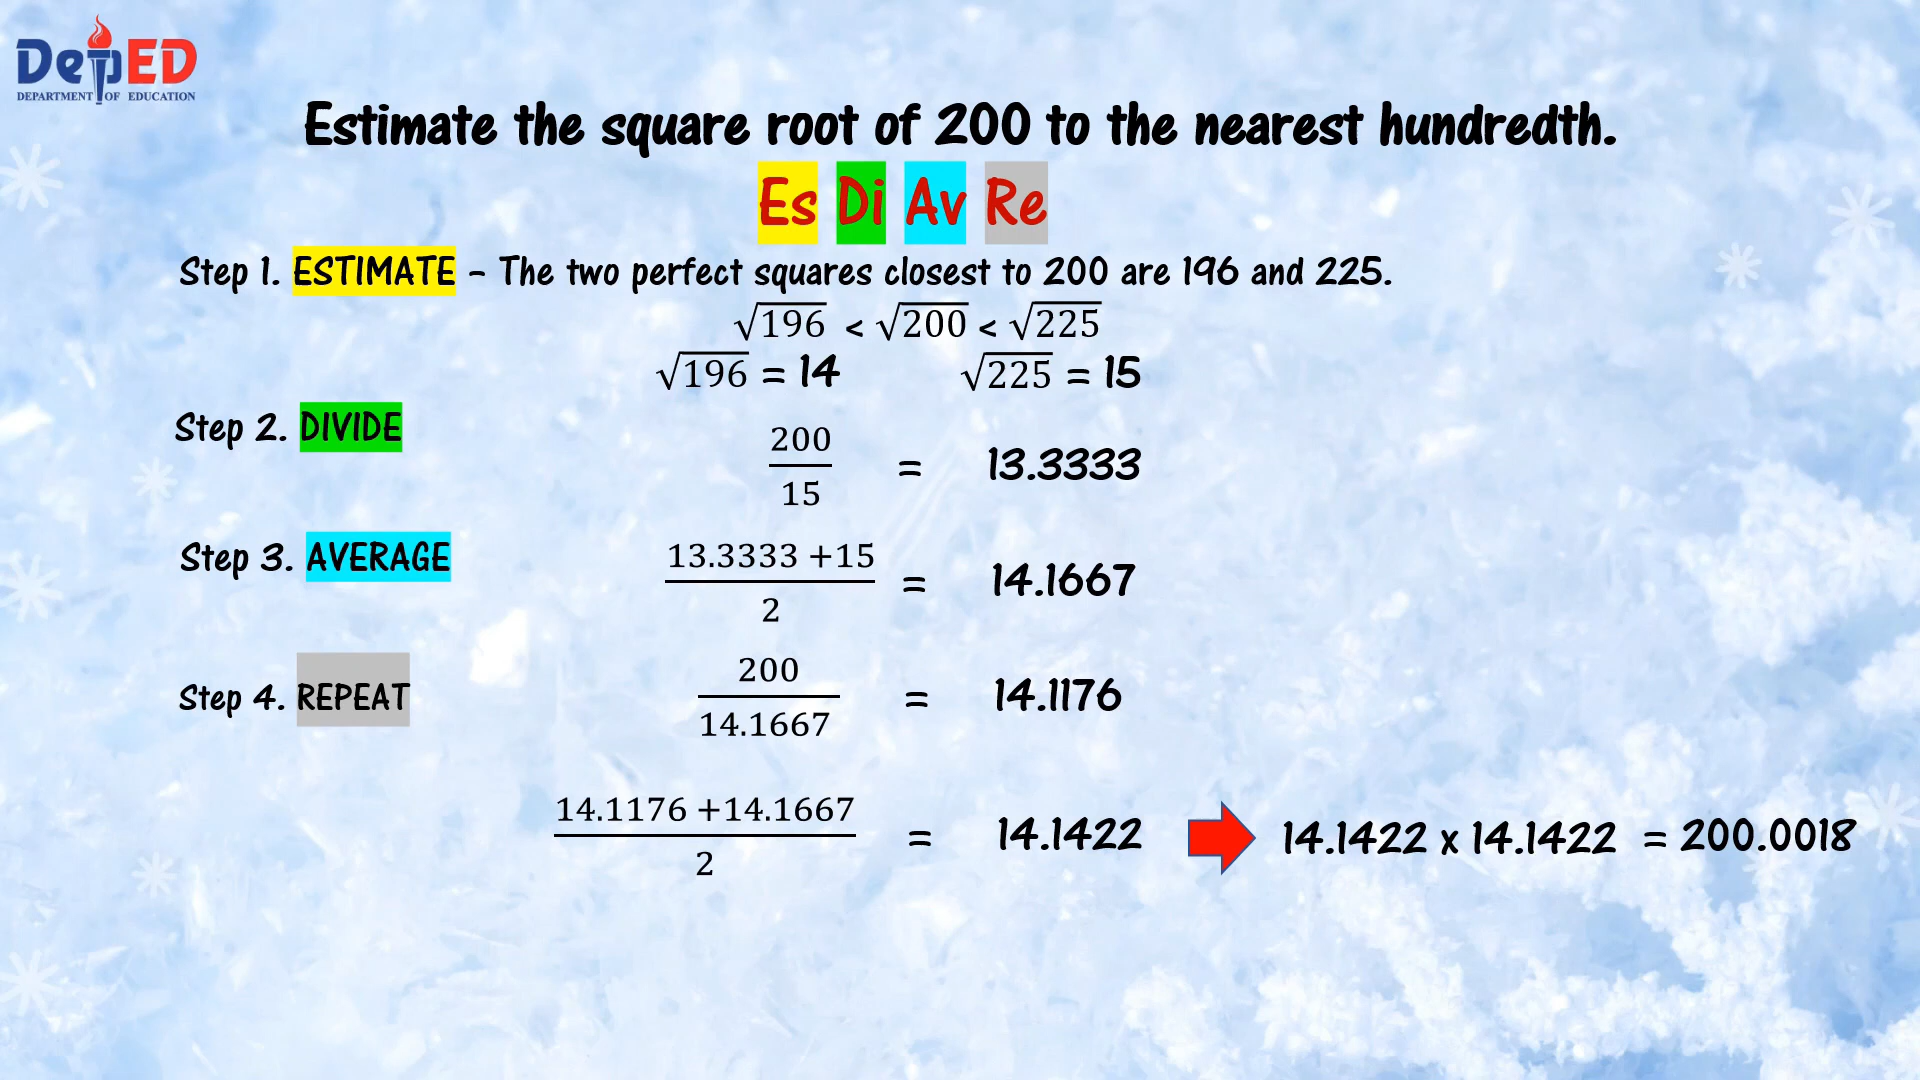 DepED
DEPARTMENT OF EDUCATION
Estimate the square root of 200 to the nearest hundredth.
Es Di Av Re
Step 1. ESTIMATE – The two perfect squares closest to 200 are 196 and 225.
√196 < √200 < √225
√196 = 14 √225 = 15
Step 2. DIVIDE
200
15
= 13.3333
Step 3. AVERAGE
13.3333 +15
2
= 14.1667
Step 4. REPEAT
200
14.1667
= 14.1176
14.1176 +14.1667
2
= 14.1422
14.1422 x 14.1422 = 200.0018